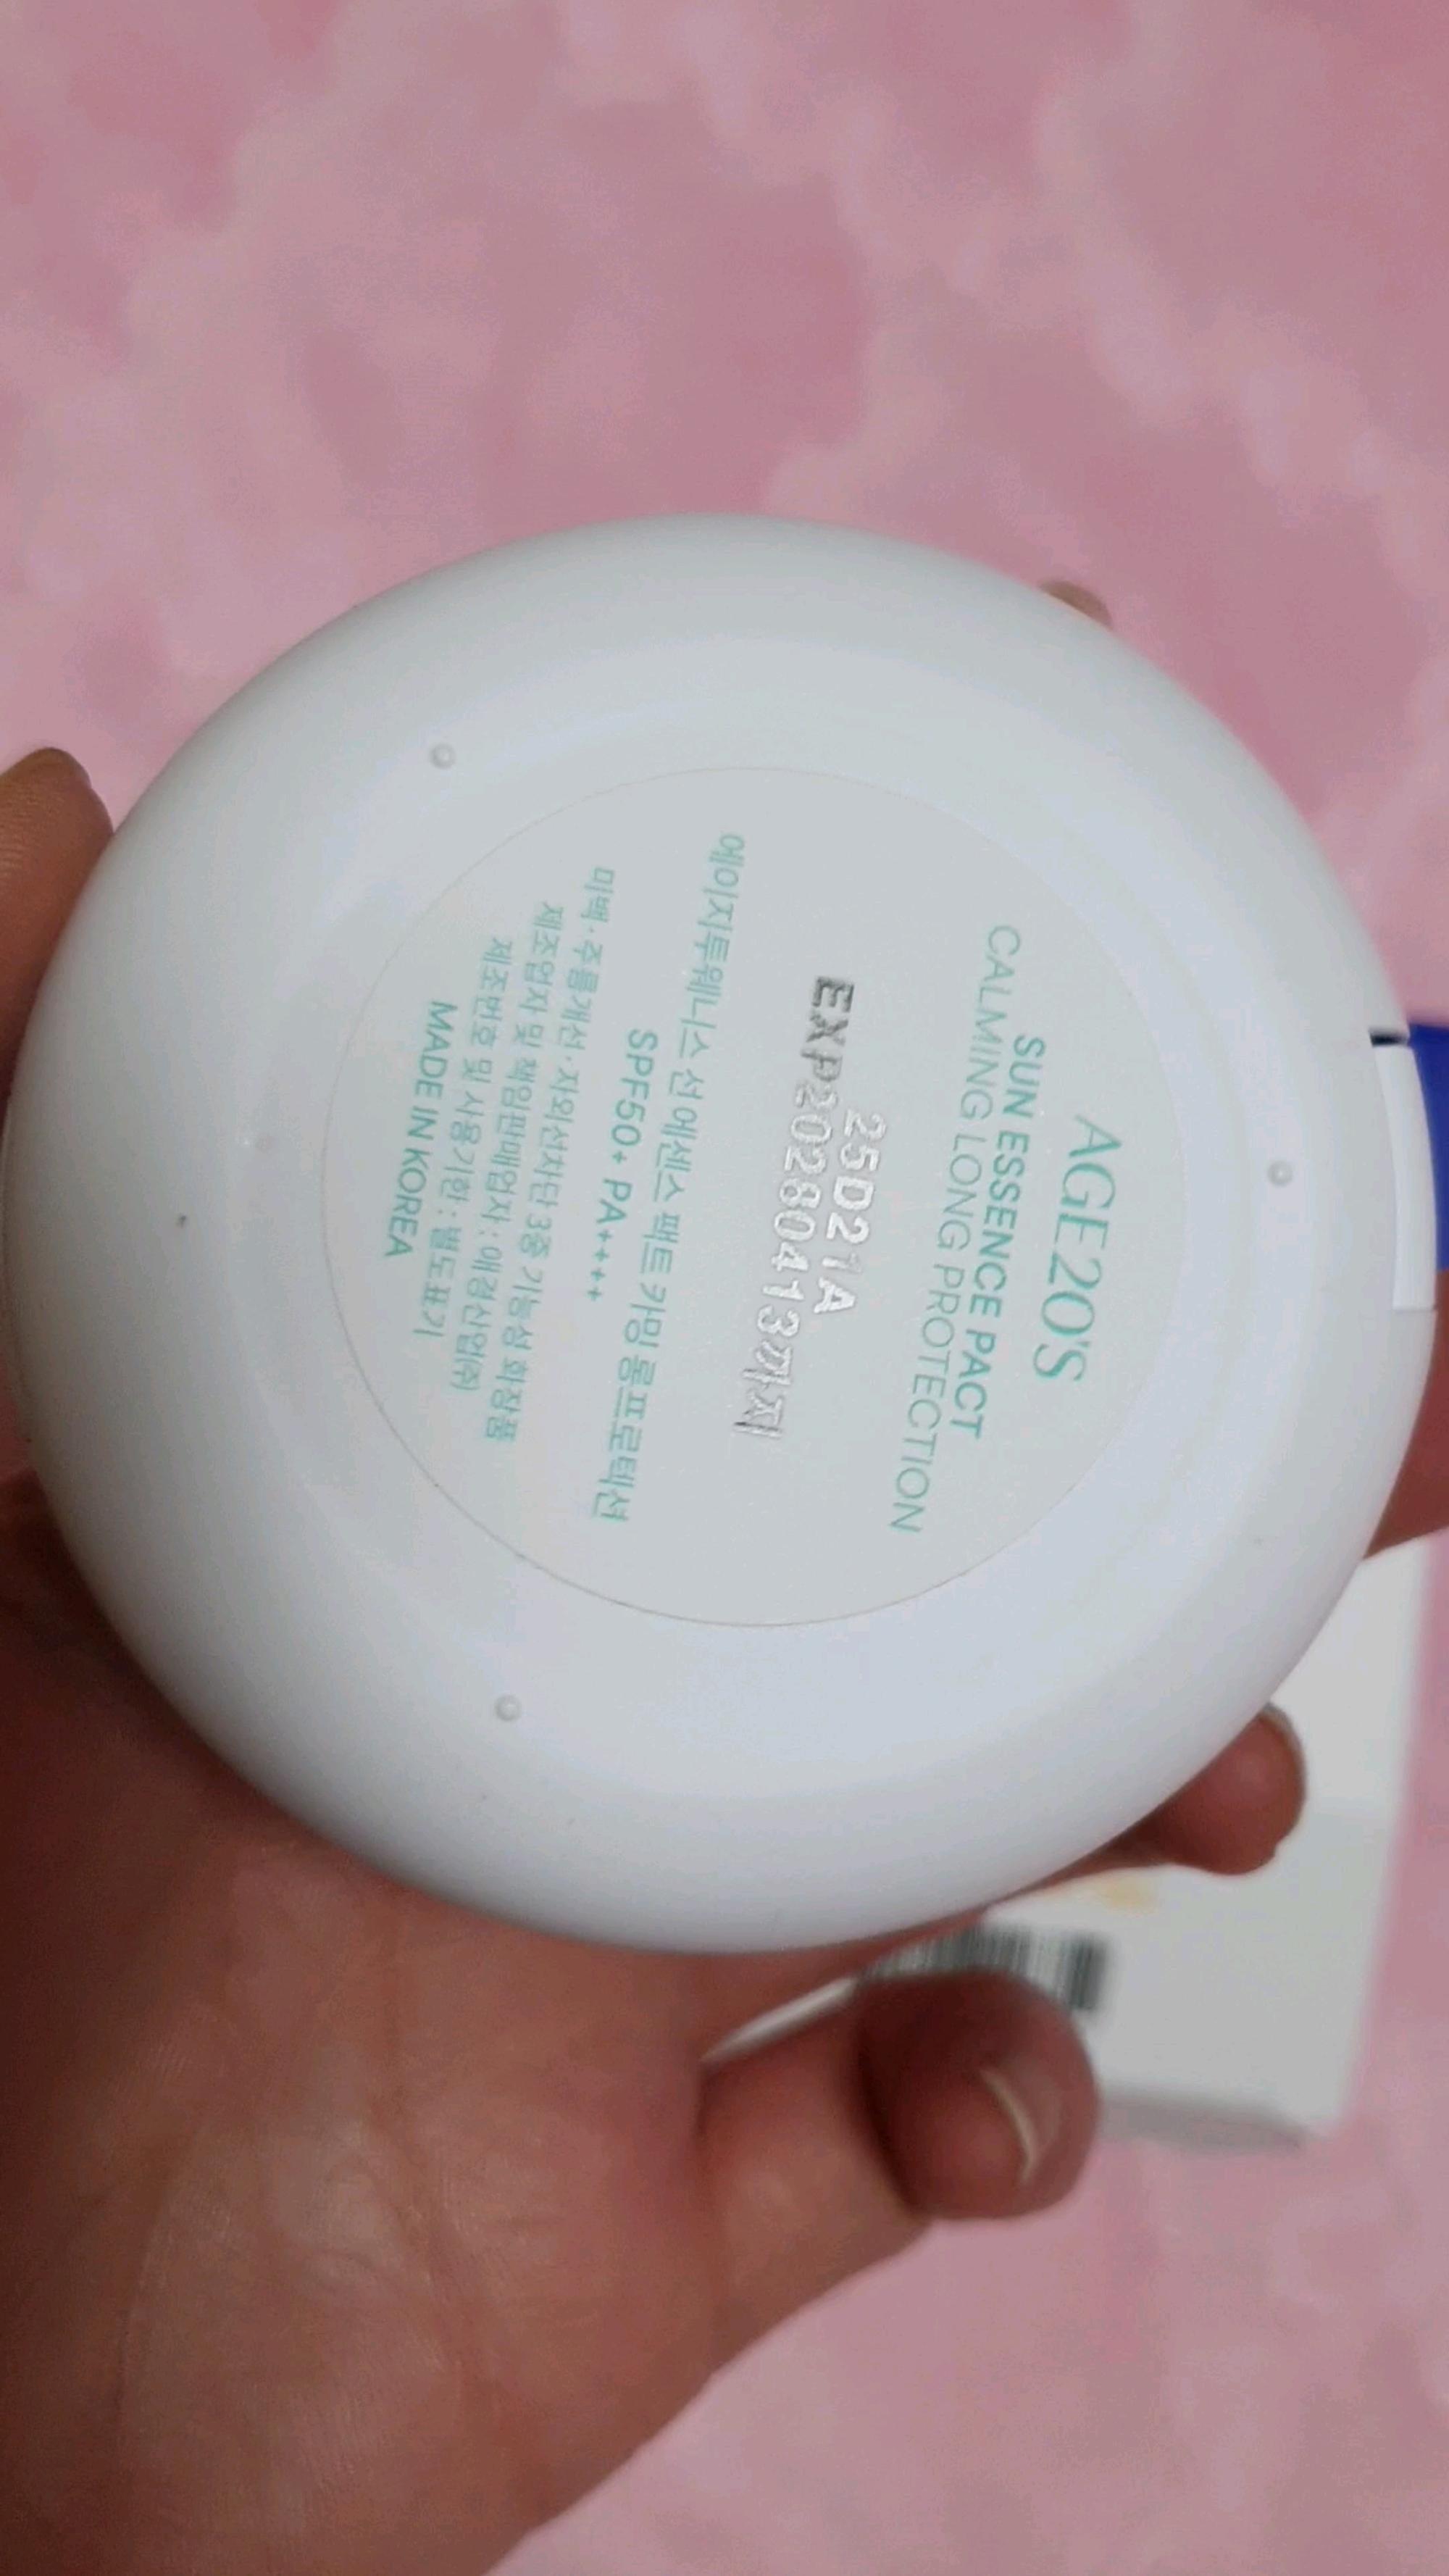 AGE20'S
SUN ESSENCE PACT
CALMING LONG PROTECTION
25D21A
EXP20280413까지
에이지투웨니스 선 에센스 팩트 카밍 롱프로텍션
SPF50+ PA++++
미백·주름개선·자외선차단 3중 기능성 화장품
제조업자 및 책임판매업자 : 애경산업(주)
제조번호 및 사용기한 : 별도표기
MADE IN KOREA